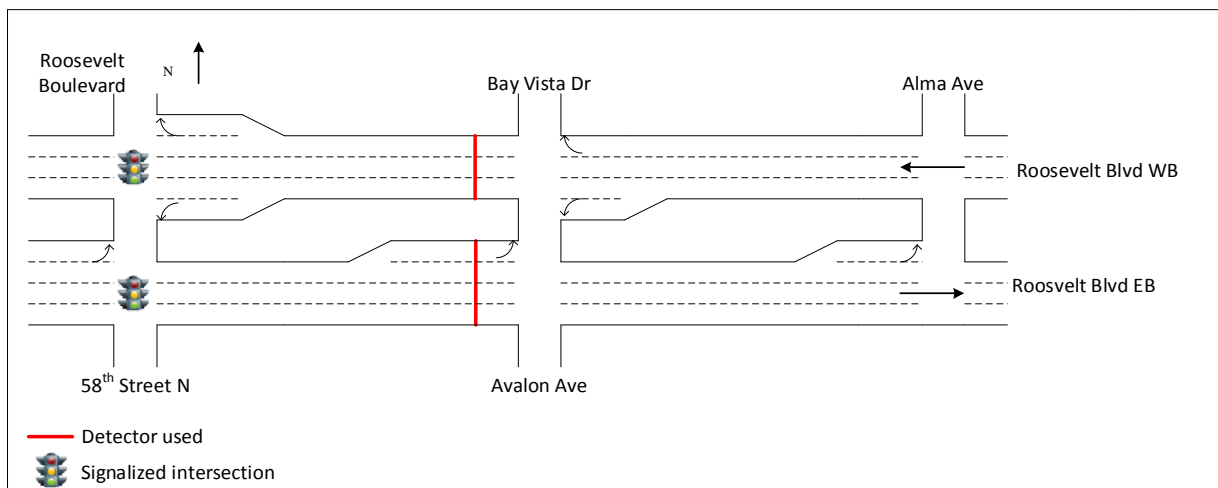 Roosevelt
Boulevard
N
Bay Vista Dr
Alma Ave
Roosevelt Blvd WB
Roosvelt Blvd EB
58th Street N
Avalon Ave
Detector used
Signalized intersection